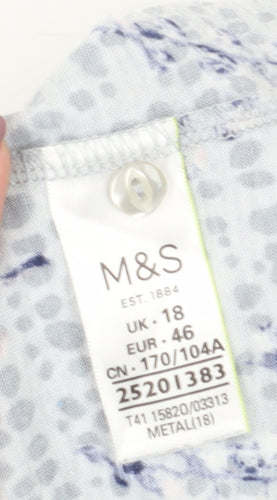 M&S
EST. 1884
UK · 18
EUR · 46
CN · 170/104A
25201383
T41 15820/03313
METAL(18)